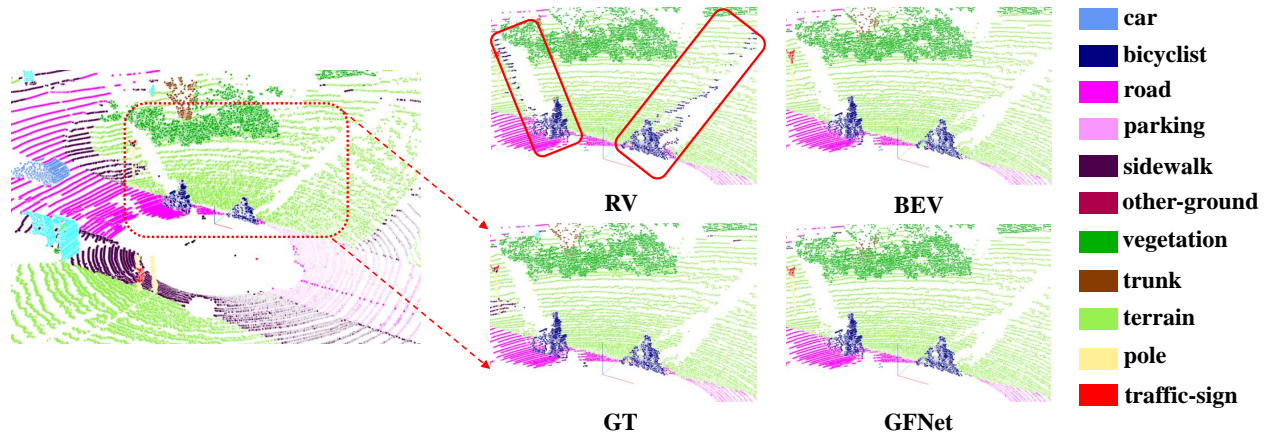 RV
BEV
GT
GFNet
car
bicyclist
road
parking
sidewalk
other-ground
vegetation
trunk
terrain
pole
traffic-sign